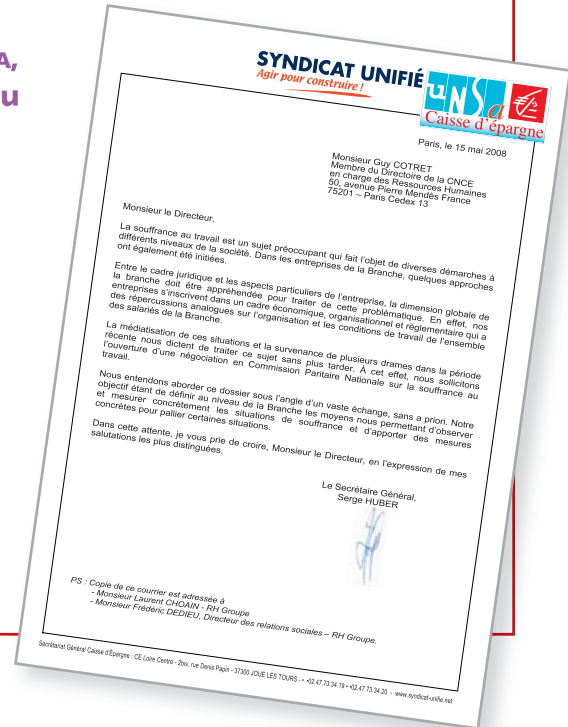 A,
u
SYNDICAT UNIFIÉ
Agir pour construire !
uNSa
Caisse d'épargne
Paris, le 15 mai 2008
Monsieur Guy COTRET
Membre du Directoire de la CNCE
en charge des Ressources Humaines
50, avenue Pierre Mendès France
75201 – Paris Cedex 13
Monsieur le Directeur,
La souffrance au travail est un sujet préoccupant qui fait l'objet de diverses démarches à
différents niveaux de la société. Dans les entreprises de la Branche, quelques approches
ont également été initiées.
Entre le cadre juridique et les aspects particuliers de l'entreprise, la dimension globale de
la branche doit être appréhendée pour traiter de cette problématique. En effet, nos
entreprises s'inscrivent dans un cadre économique, organisationnel et règlementaire qui a
des répercussions analogues sur l'organisation et les conditions de travail de l'ensemble
des salariés de la Branche.
La médiatisation de ces situations et la survenance de plusieurs drames dans la période
récente nous dictent de traiter ce sujet sans plus tarder. À cet effet, nous sollicitons
l'ouverture d'une négociation en Commission Paritaire Nationale sur la souffrance au
travail.
Nous entendons aborder ce dossier sous l'angle d'un vaste échange, sans a priori. Notre
objectif étant de définir au niveau de la Branche les moyens nous permettant d'observer
et mesurer concrètement les situations de souffrance et d'apporter des mesures
concrètes pour pallier certaines situations.
Dans cette attente, je vous prie de croire, Monsieur le Directeur, en l'expression de mes
salutations les plus distinguées.
Le Secrétaire Général,
Serge HUBER
PS : Copie de ce courrier est adressée à
- Monsieur Laurent CHOAIN - RH Groupe
- Monsieur Frédéric DEDIEU, Directeur des relations sociales – RH Groupe.
Secrétariat Général Caisse d'Épargne : CE Loire Centre - 2bis, rue Denis Papin - 37300 JOUÉ LES TOURS - • •02.47.73.34.19 • •02.47.73.34.20 - www.syndicat-unifie.net